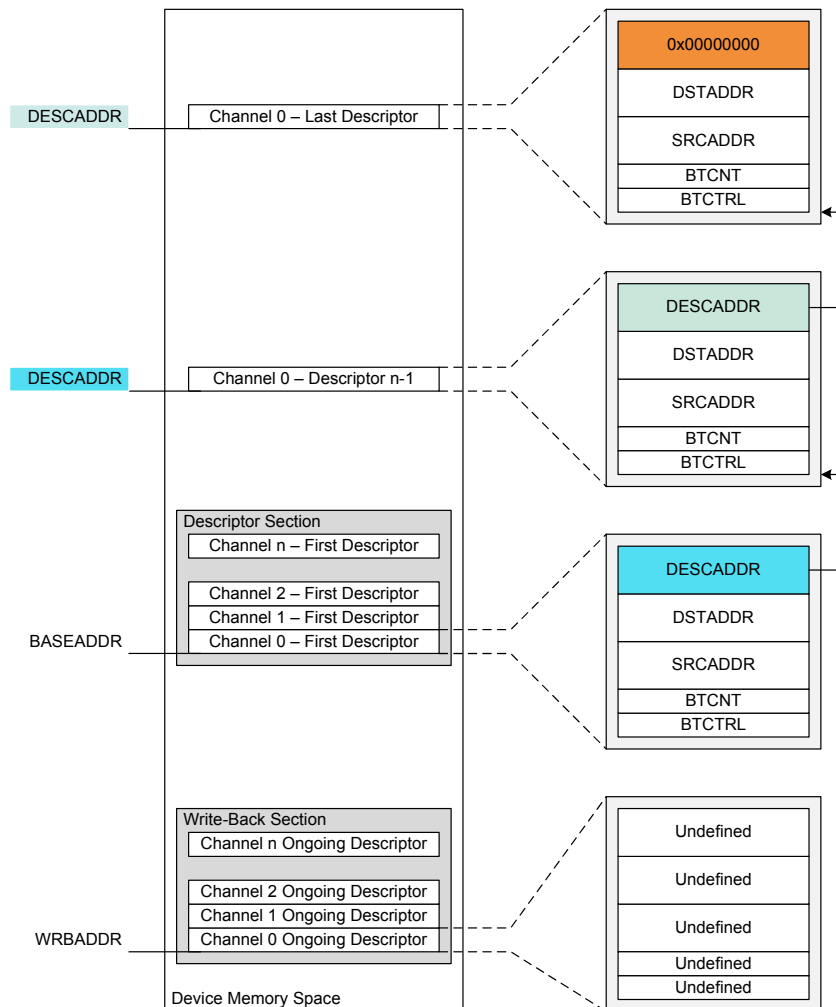 0x00000000
DESCADDR
Channel 0 – Last Descriptor
DSTADDR
SRCADDR
BTCNT
BTCTRL
DESCADDR
DESCADDR
Channel 0 – Descriptor n-1
DSTADDR
SRCADDR
BTCNT
BTCTRL
Descriptor Section
Channel n – First Descriptor
DESCADDR
Channel 2 – First Descriptor
Channel 1 – First Descriptor
DSTADDR
BASEADDR
Channel 0 – First Descriptor
SRCADDR
BTCNT
BTCTRL
Write-Back Section
Channel n Ongoing Descriptor
Undefined
Channel 2 Ongoing Descriptor
Undefined
Channel 1 Ongoing Descriptor
Undefined
WRBADDR
Channel 0 Ongoing Descriptor
Undefined
Undefined
Device Memory Space